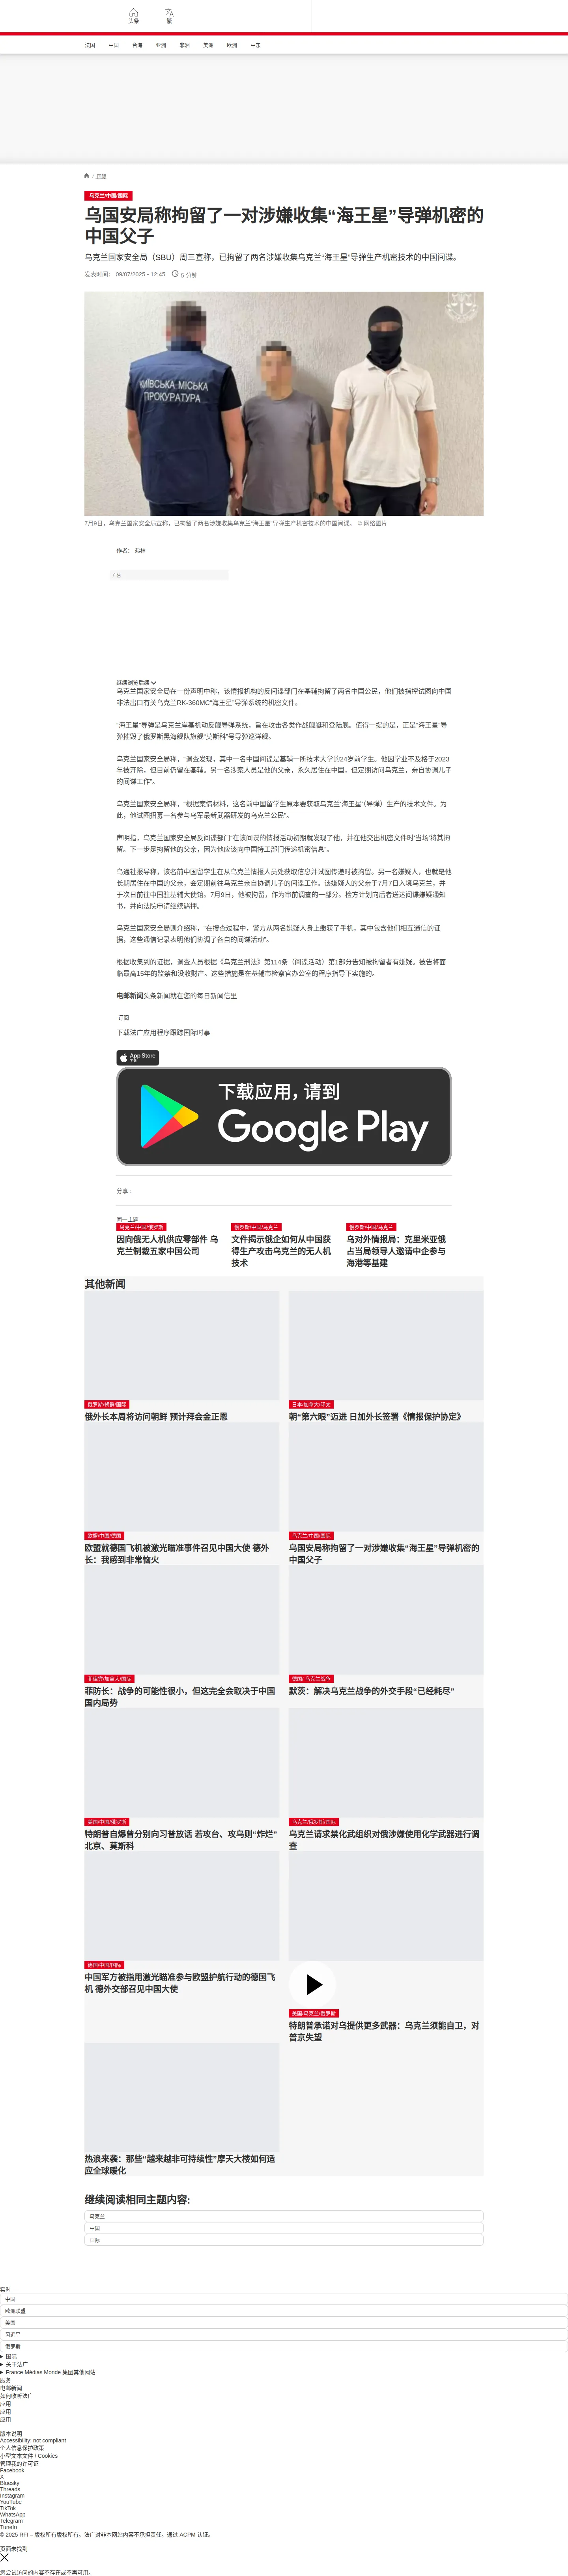 头条
繁
法国
中国
台海
亚洲
非洲
美洲
欧洲
中东
/ 国际
乌克兰/中国/国际
乌国安局称拘留了一对涉嫌收集“海王星”导弹机密的
中国父子
乌克兰国家安全局（SBU）周三宣称，已拘留了两名涉嫌收集乌克兰“海王星”导弹生产机密技术的中国间谍。
发表时间： 09/07/2025 - 12:45
5 分钟
КИЇВСЬКА МІСЬКА
ПРОКУРАТУРА
7月9日，乌克兰国家安全局宣称，已拘留了两名涉嫌收集乌克兰“海王星”导弹生产机密技术的中国间谍。 © 网络图片
作者： 弗林
广告
继续浏览后续
乌克兰国家安全局在一份声明中称，该情报机构的反间谍部门在基辅拘留了两名中国公民，他们被指控试图向中国
非法出口有关乌克兰RK-360MC“海王星”导弹系统的机密文件。
“海王星”导弹是乌克兰岸基机动反舰导弹系统，旨在攻击各类作战舰艇和登陆舰。值得一提的是，正是“海王星”导
弹摧毁了俄罗斯黑海舰队旗舰“莫斯科”号导弹巡洋舰。
乌克兰国家安全局称，“调查发现，其中一名中国间谍是基辅一所技术大学的24岁前学生。他因学业不及格于2023
年被开除，但目前仍留在基辅。另一名涉案人员是他的父亲，永久居住在中国，但定期访问乌克兰，亲自协调儿子
的间谍工作”。
乌克兰国家安全局称，“根据案情材料，这名前中国留学生原本要获取乌克兰‘海王星’（导弹）生产的技术文件。为
此，他试图招募一名参与乌军最新武器研发的乌克兰公民”。
声明指，乌克兰国家安全局反间谍部门“在该间谍的情报活动初期就发现了他，并在他交出机密文件时‘当场’将其拘
留。下一步是拘留他的父亲，因为他应该向中国特工部门传递机密信息”。
乌通社报导称，该名前中国留学生在从乌克兰情报人员处获取信息并试图传递时被拘留。另一名嫌疑人，也就是他
长期居住在中国的父亲，会定期前往乌克兰亲自协调儿子的间谍工作。该嫌疑人的父亲于7月7日入境乌克兰，并
于次日前往中国驻基辅大使馆。7月9日，他被拘留，作为审前调查的一部分，检方计划向后者送达间谍嫌疑通知
书，并向法院申请继续羁押。
乌克兰国家安全局则介绍称，“在搜查过程中，警方从两名嫌疑人身上缴获了手机，其中包含他们相互通信的证
据，这些通信记录表明他们协调了各自的间谍活动”。
根据收集到的证据，调查人员根据《乌克兰刑法》第114条（间谍活动）第1部分告知被拘留者有嫌疑。被告将面
临最高15年的监禁和没收财产。这些措施是在基辅市检察官办公室的程序指导下实施的。
电邮新闻头条新闻就在您的每日新闻信里
订阅
下载法广应用程序跟踪国际时事
App Store
下载
下载应用，请到
Google Play
分享 :
同一主题
乌克兰/中国/俄罗斯
因向俄无人机供应零部件 乌
克兰制裁五家中国公司
俄罗斯/中国/乌克兰
文件揭示俄企如何从中国获
得生产攻击乌克兰的无人机
技术
俄罗斯/中国/乌克兰
乌对外情报局：克里米亚俄
占当局领导人邀请中企参与
海港等基建
其他新闻
俄罗斯/朝鲜/国际
俄外长本周将访问朝鲜 预计拜会金正恩
日本/加拿大/印太
朝“第六眼”迈进 日加外长签署《情报保护协定》
欧盟/中国/德国
欧盟就德国飞机被激光瞄准事件召见中国大使 德外
长：我感到非常恼火
乌克兰/中国/国际
乌国安局称拘留了一对涉嫌收集“海王星”导弹机密的
中国父子
菲律宾/加拿大/国际
菲防长：战争的可能性很小，但这完全会取决于中国
国内局势
德国/ 乌克兰战争
默茨：解决乌克兰战争的外交手段“已经耗尽”
美国/中国/俄罗斯
特朗普自爆曾分别向习普放话 若攻台、攻乌则“炸烂“
北京、莫斯科
乌克兰/俄罗斯/国际
乌克兰请求禁化武组织对俄涉嫌使用化学武器进行调
查
德国/中国/国际
中国军方被指用激光瞄准参与欧盟护航行动的德国飞
机 德外交部召见中国大使
美国/乌克兰/俄罗斯
特朗普承诺对乌提供更多武器：乌克兰须能自卫，对
普京失望
热浪来袭：那些“越来越非可持续性”摩天大楼如何适
应全球暖化
继续阅读相同主题内容:
乌克兰
中国
国际
实时
中国
欧洲联盟
美国
习近平
俄罗斯
国际
关于法广
France Médias Monde 集团其他网站
服务
电邮新闻
如何收听法广
应用
应用
应用
版本说明
Accessibility: not compliant
个人信息保护政策
小型文本文件 / Cookies
管理我的许可证
Facebook
X
Bluesky
Threads
Instagram
YouTube
TikTok
WhatsApp
Telegram
TuneIn
© 2025 RFI – 版权所有版权所有。法广对非本网站内容不承担责任。通过 ACPM 认证。
页面未找到
您尝试访问的内容不存在或不再可用。